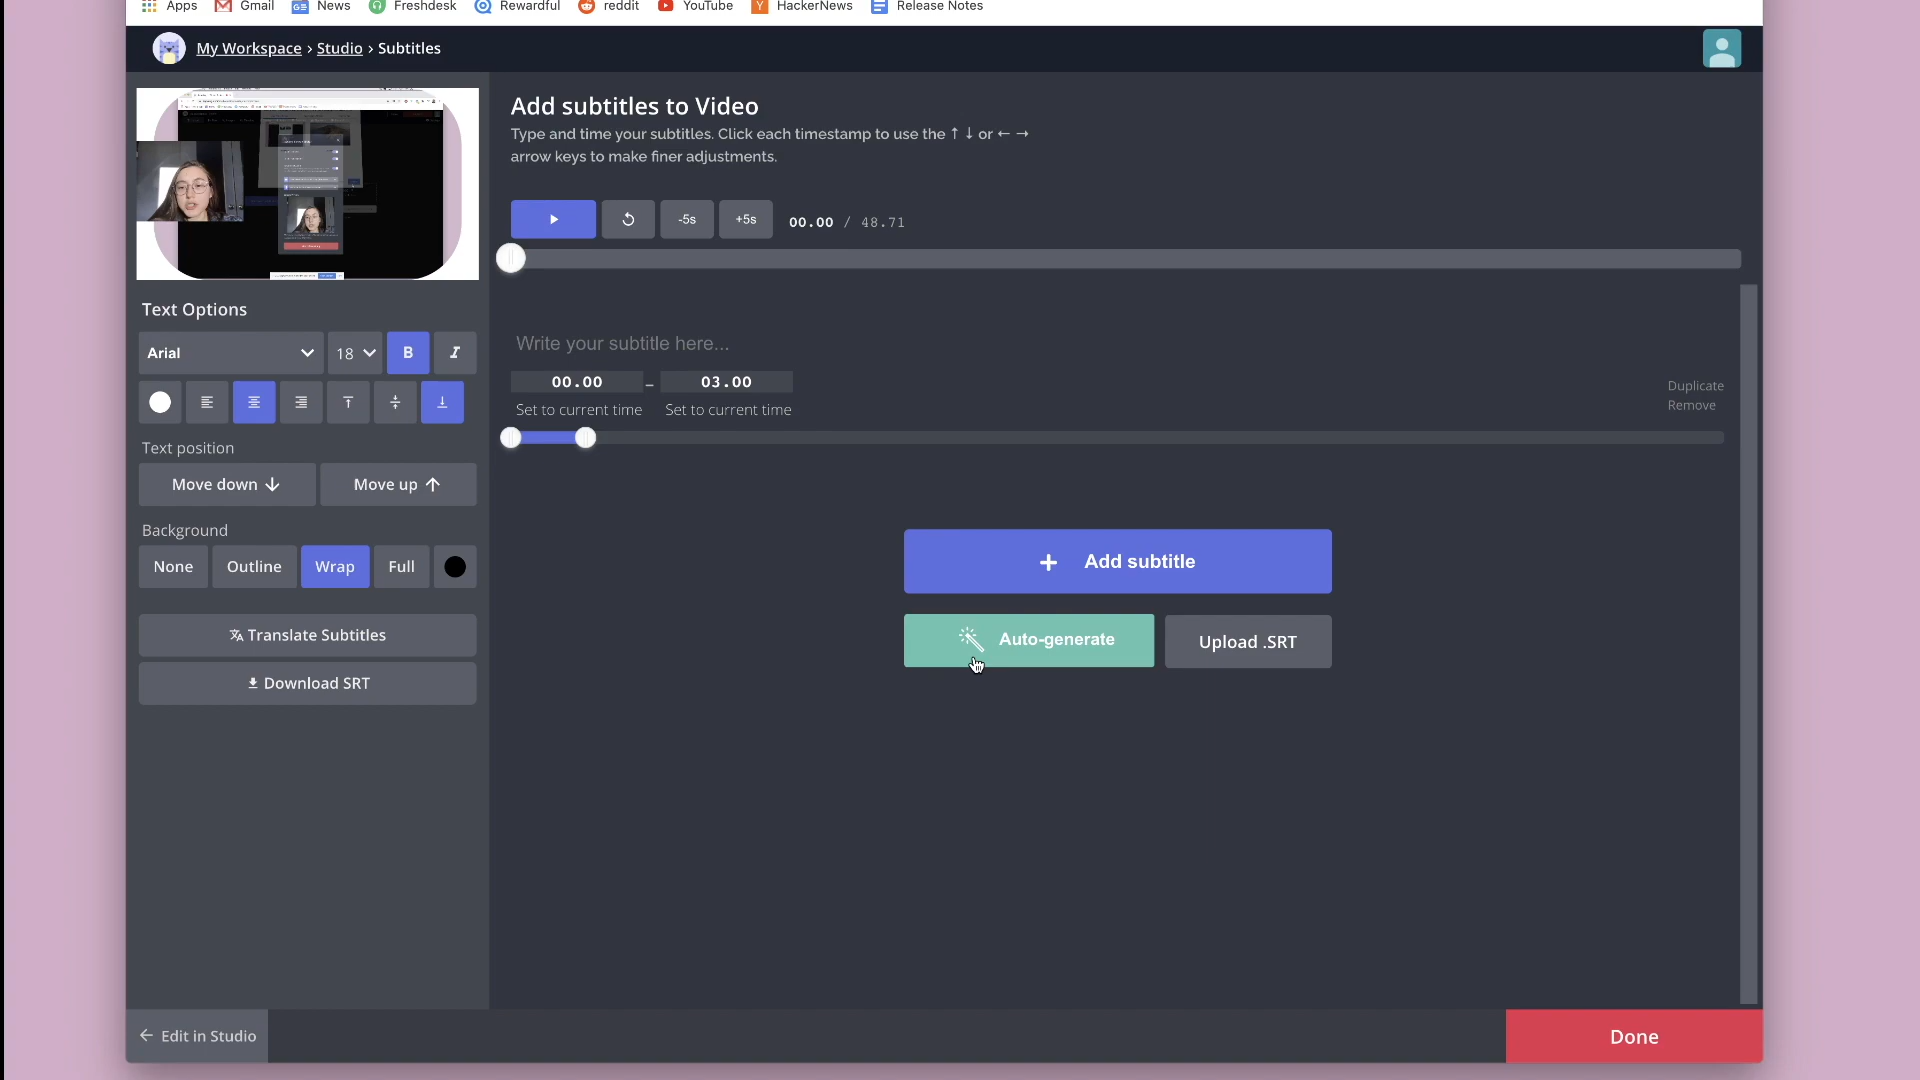 Apps Gmail News Freshdesk Rewardful reddit YouTube HackerNews Release Notes
My Workspace › Studio › Subtitles
Add subtitles to Video
Type and time your subtitles. Click each timestamp to use the ↑ ↓ or ← →
arrow keys to make finer adjustments.
-5s +5s 00.00 / 48.71
Text Options
Arial 18 B I
Write your subtitle here...
00.00 – 03.00
Set to current time Set to current time
Duplicate
Remove
Text position
Move down ↓ Move up ↑
Background
None Outline Wrap Full
+ Add subtitle
Auto-generate Upload .SRT
Translate Subtitles
Download SRT
← Edit in Studio
Done